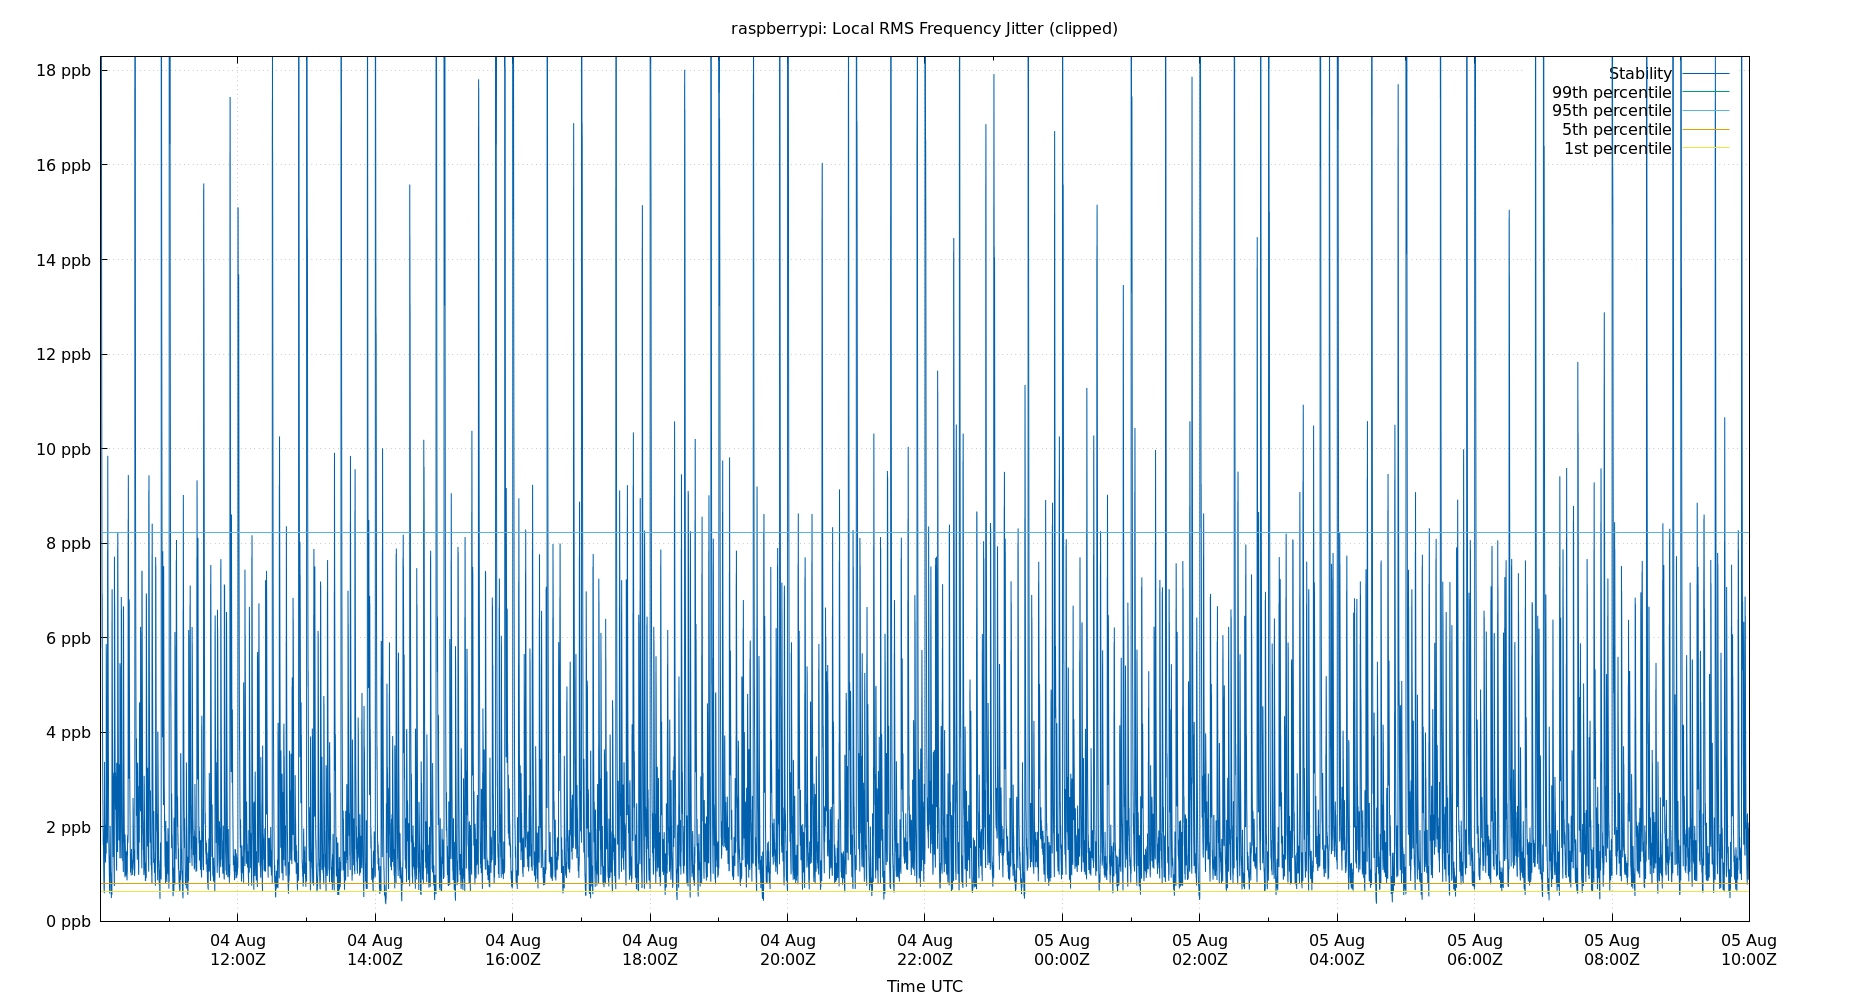 raspberrypi: Local RMS Frequency Jitter (clipped)
18 ppb
16 ppb
14 ppb
12 ppb
10 ppb
8 ppb
6 ppb
4 ppb
2 ppb
0 ppb
Stability
99th percentile
95th percentile
5th percentile
1st percentile
04 Aug 04 Aug 04 Aug 04 Aug 04 Aug 04 Aug 05 Aug 05 Aug 05 Aug 05 Aug 05 Aug 05 Aug
12:00Z 14:00Z 16:00Z 18:00Z 20:00Z 22:00Z 00:00Z 02:00Z 04:00Z 06:00Z 08:00Z 10:00Z
Time UTC